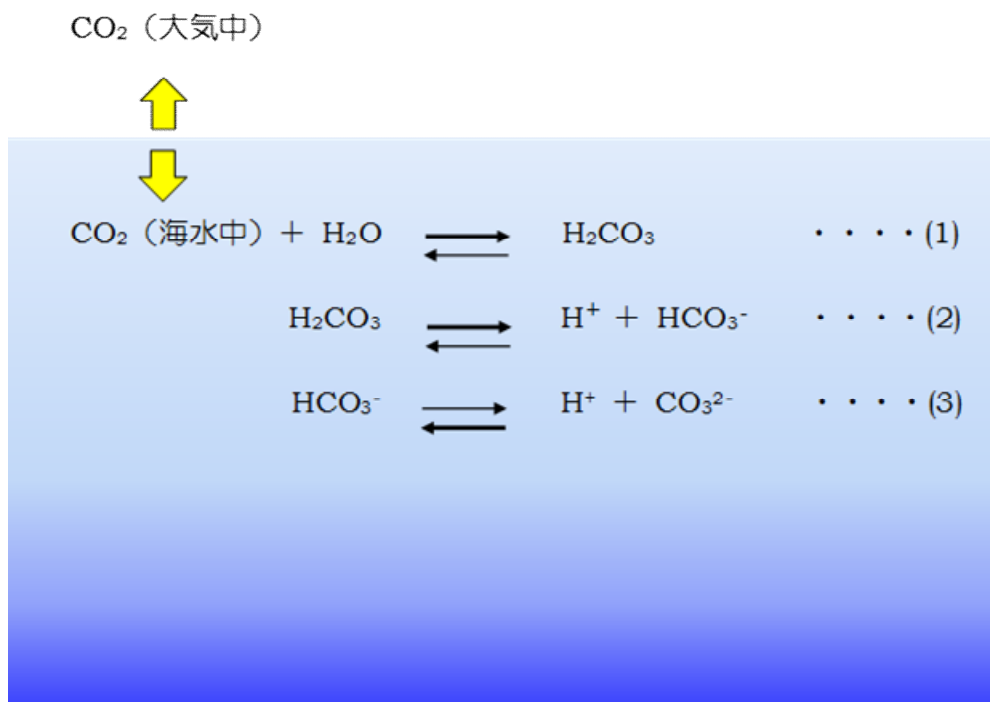 CO₂（大気中）
CO₂（海水中）＋ H₂O ⇌ H₂CO₃ ・・・・(1)
H₂CO₃ ⇌ H⁺ + HCO₃⁻ ・・・・(2)
HCO₃⁻ ⇌ H⁺ + CO₃²⁻ ・・・・(3)